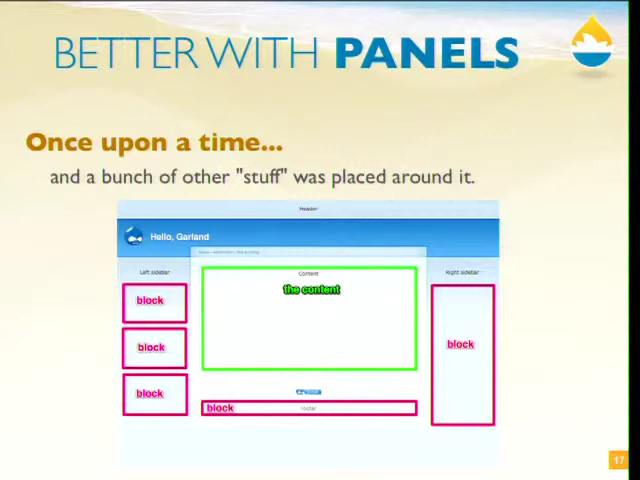 BETTER WITH PANELS
Once upon a time...
and a bunch of other "stuff" was placed around it.
Header
Hello, Garland
Left sidebar
Content
Right sidebar
the content
block
block
block
block
block
footer
17